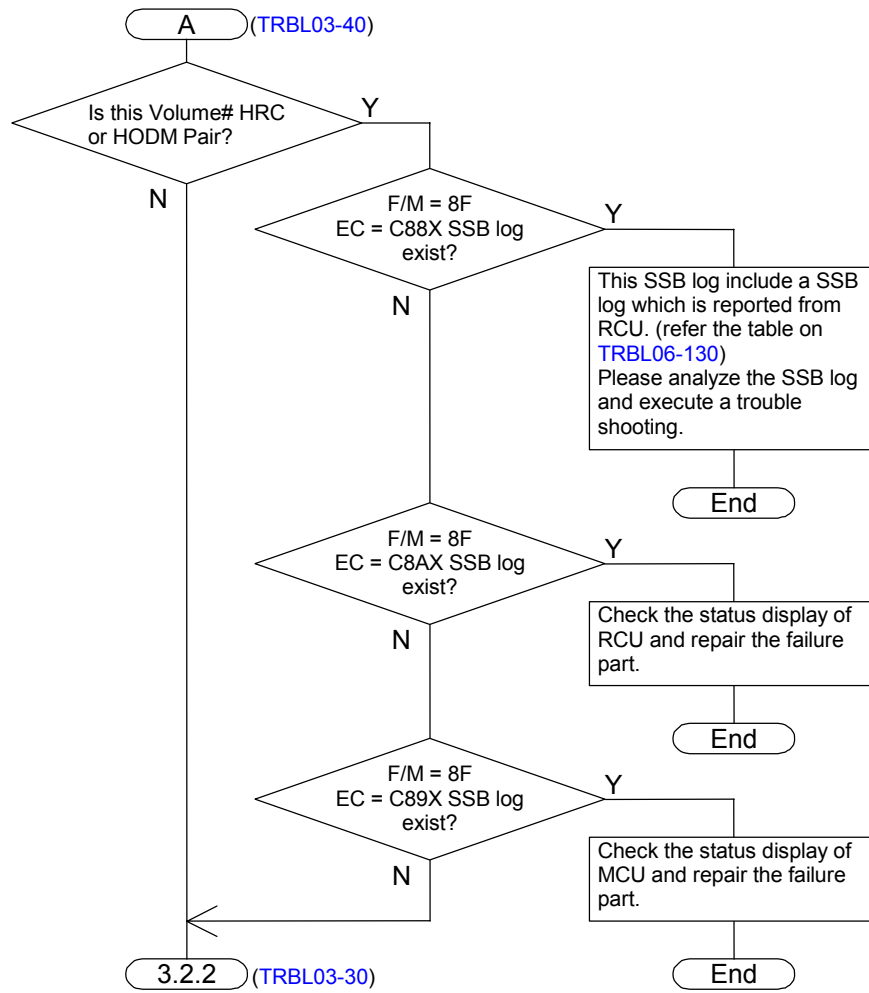 A (TRBL03-40)
Is this Volume# HRC
or HODM Pair?
Y
N
F/M = 8F
EC = C88X SSB log
exist?
Y
N
This SSB log include a SSB
log which is reported from
RCU. (refer the table on
TRBL06-130)
Please analyze the SSB log
and execute a trouble
shooting.
End
F/M = 8F
EC = C8AX SSB log
exist?
Y
N
Check the status display of
RCU and repair the failure
part.
End
F/M = 8F
EC = C89X SSB log
exist?
Y
N
Check the status display of
MCU and repair the failure
part.
End
3.2.2 (TRBL03-30)